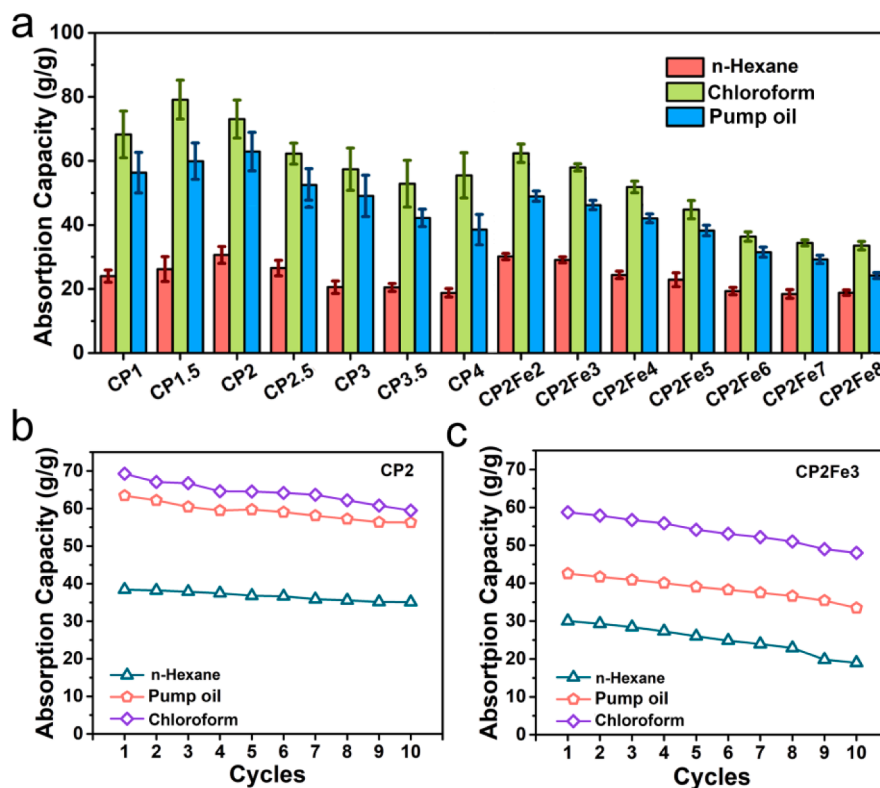 a
Absortpion Capacity (g/g)
100
80
60
40
20
0
n-Hexane
Chloroform
Pump oil
CP1 CP1.5 CP2 CP2.5 CP3 CP3.5 CP4 CP2Fe2 CP2Fe3 CP2Fe4 CP2Fe5 CP2Fe6 CP2Fe7 CP2Fe8
b
Absorption Capacity (g/g)
CP2
70
60
50
40
30
20
10
0
n-Hexane
Pump oil
Chloroform
1 2 3 4 5 6 7 8 9 10
Cycles
c
Absortpion Capacity (g/g)
CP2Fe3
70
60
50
40
30
20
10
0
n-Hexane
Pump oil
Chloroform
1 2 3 4 5 6 7 8 9 10
Cycles